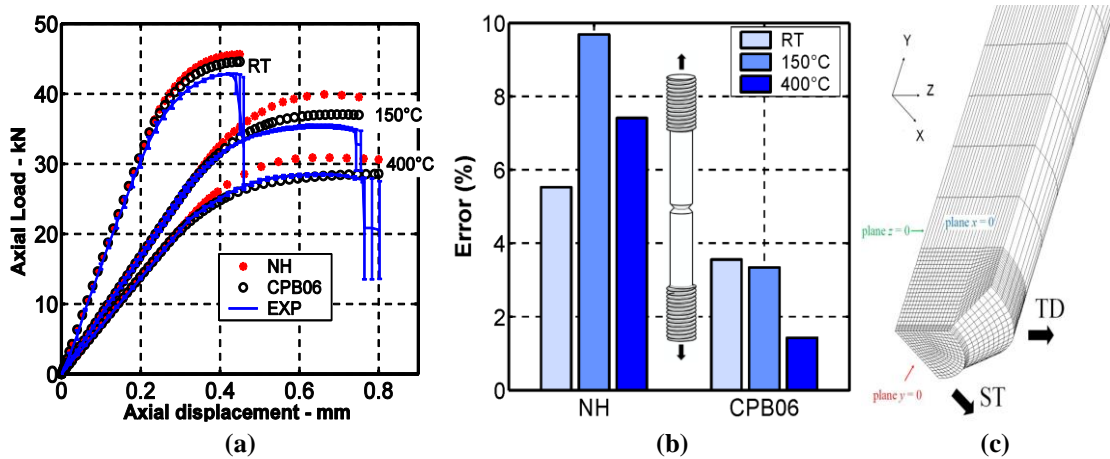 50
40
30
20
10
0
Axial Load - kN
0
0.2
0.4
0.6
0.8
Axial displacement - mm
RT
150°C
400°C
NH
CPB06
EXP
(a)
10
8
6
4
2
0
Error (%)
RT
150°C
400°C
NH
CPB06
(b)
Y
Z
X
plane z = 0
plane x = 0
TD
plane y = 0
ST
(c)